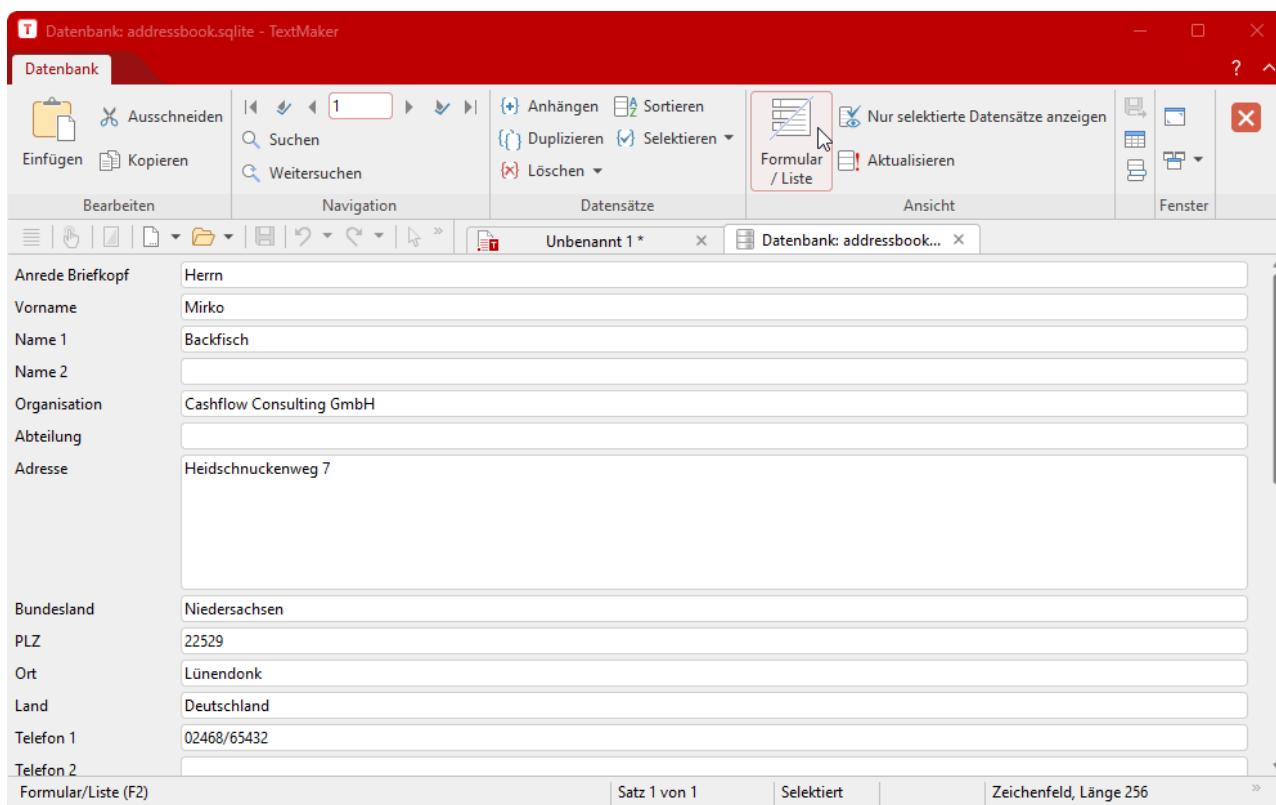 T Datenbank: addressbook.sqlite - TextMaker
Datenbank
?
Einfügen
Ausschneiden
Kopieren
Bearbeiten
1
Suchen
Weitersuchen
Navigation
Anhängen
Sortieren
Duplizieren
Selektieren
Löschen
Datensätze
Formular
/ Liste
Nur selektierte Datensätze anzeigen
Aktualisieren
Ansicht
Fenster
Unbenannt 1 *
Datenbank: addressbook...
Anrede Briefkopf Herrn
Vorname Mirko
Name 1 Backfisch
Name 2
Organisation Cashflow Consulting GmbH
Abteilung
Adresse Heidschnuckenweg 7
Bundesland Niedersachsen
PLZ 22529
Ort Lünendonk
Land Deutschland
Telefon 1 02468/65432
Telefon 2
Formular/Liste (F2) Satz 1 von 1 Selektiert Zeichenfeld, Länge 256